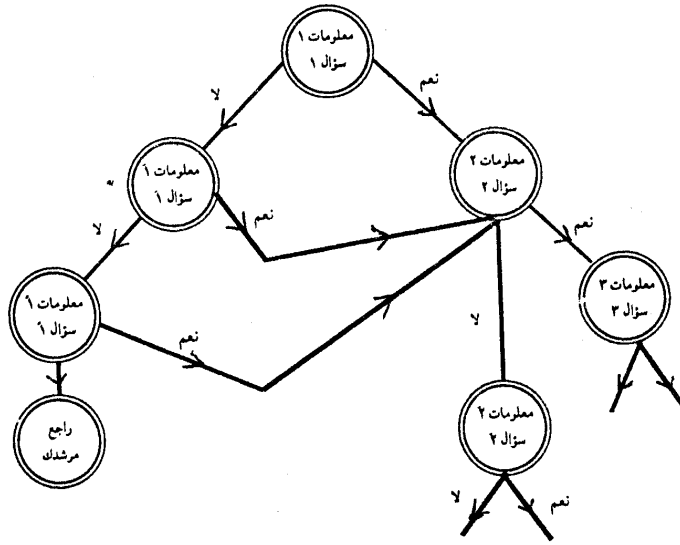 معلومات ١
سؤال ١
لا
نعم
معلومات ١َ
سؤال ١َ
معلومات ٢
سؤال ٢
لا
نعم
نعم
معلومات ١ً
سؤال ١ً
نعم
لا
معلومات ٣
سؤال ٣
راجع
مرشدك
معلومات ٢َ
سؤال ٢َ
لا
نعم